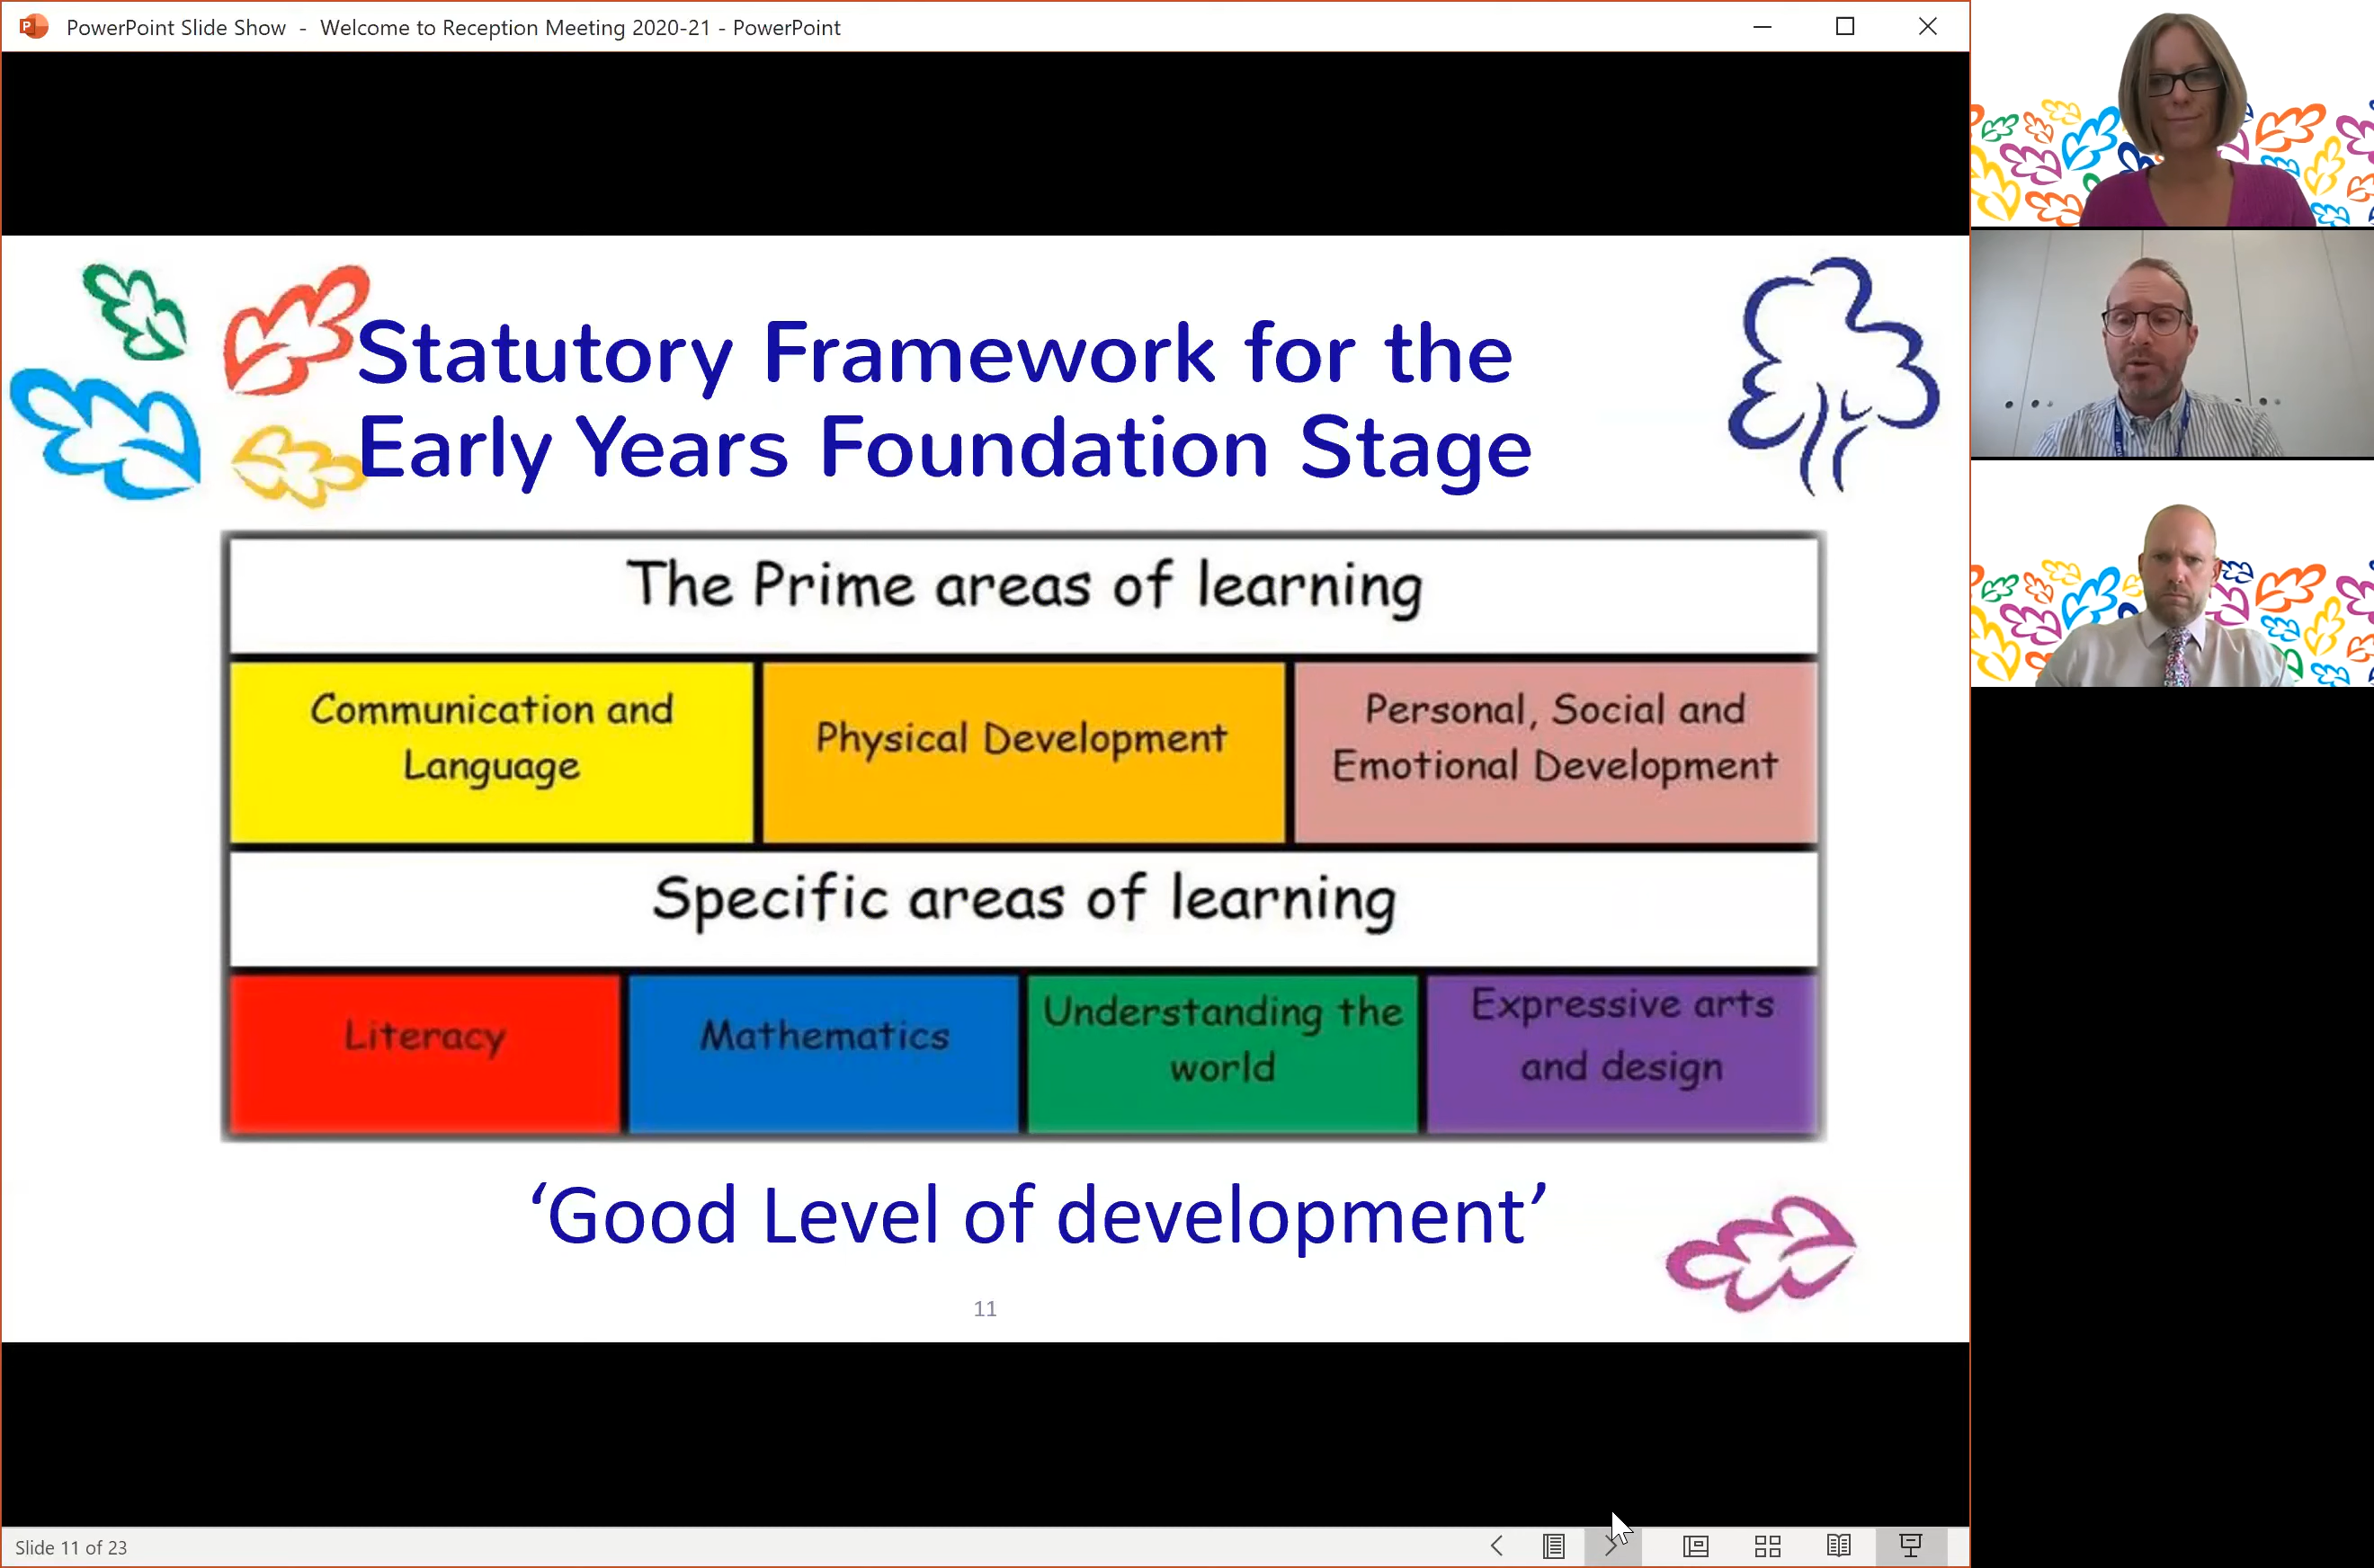 PowerPoint Slide Show - Welcome to Reception Meeting 2020-21 - PowerPoint
Statutory Framework for the
Early Years Foundation Stage
The Prime areas of learning
Communication and
Language
Physical Development
Personal, Social and
Emotional Development
Specific areas of learning
Literacy
Mathematics
Understanding the
world
Expressive arts
and design
‘Good Level of development’
11
Slide 11 of 23